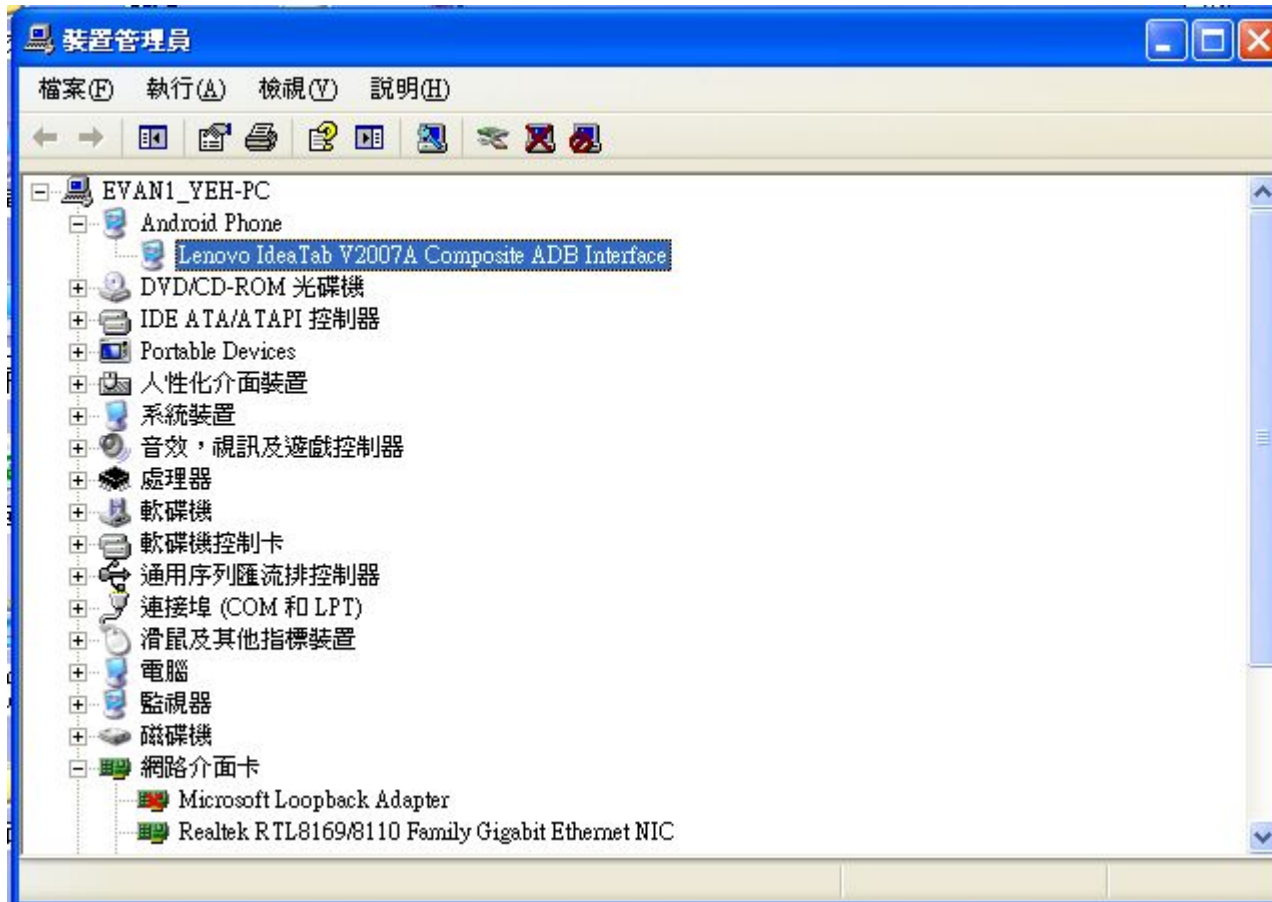 裝置管理員
檔案(F) 執行(A) 檢視(V) 說明(H)
EVAN1_YEH-PC
Android Phone
Lenovo IdeaTab V2007A Composite ADB Interface
DVD/CD-ROM 光碟機
IDE ATA/ATAPI 控制器
Portable Devices
人性化介面裝置
系統裝置
音效，視訊及遊戲控制器
處理器
軟碟機
軟碟機控制卡
通用序列匯流排控制器
連接埠 (COM 和 LPT)
滑鼠及其他指標裝置
電腦
監視器
磁碟機
網路介面卡
Microsoft Loopback Adapter
Realtek RTL8169/8110 Family Gigabit Ethernet NIC